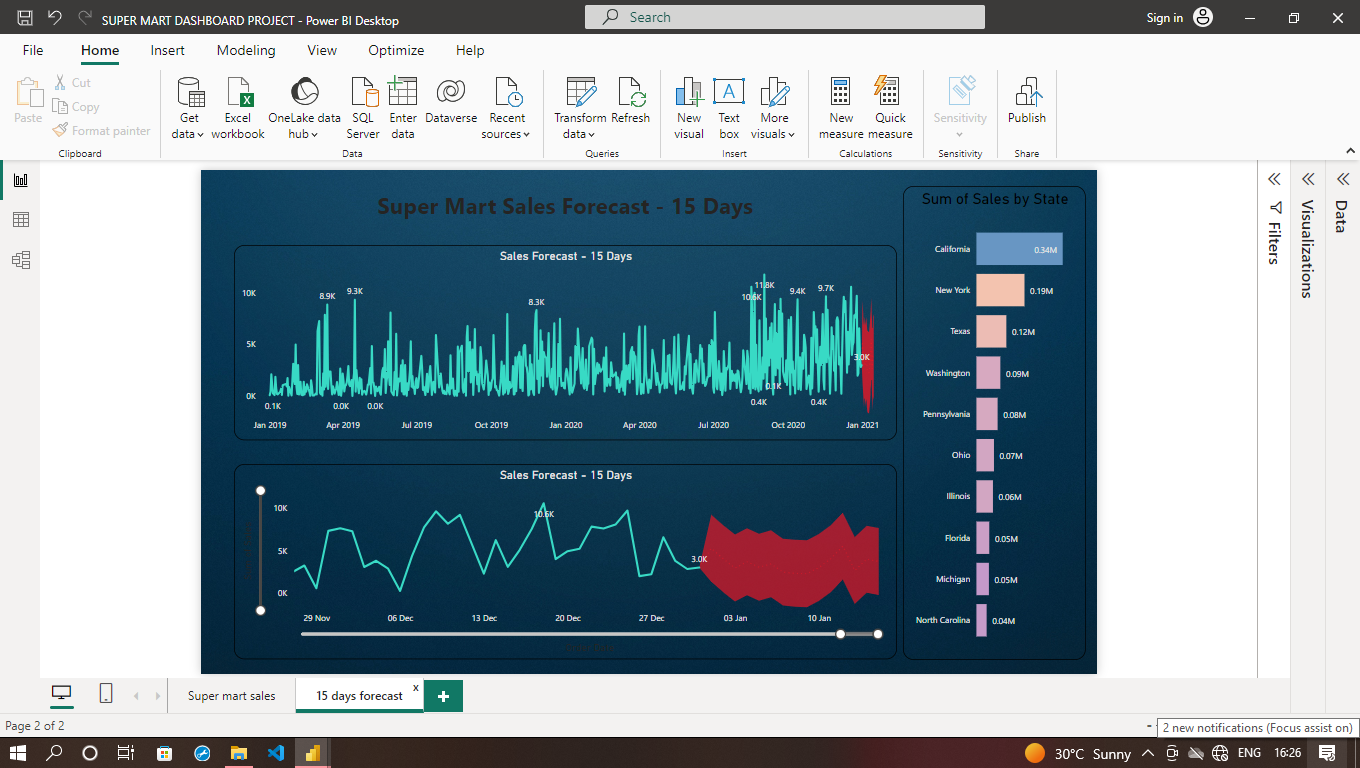 SUPER MART DASHBOARD PROJECT - Power BI Desktop
Search
Sign in
File Home Insert Modeling View Optimize Help
Paste
Cut
Copy
Format painter
Clipboard
Get data
Excel workbook
OneLake data hub
SQL Server
Enter data
Dataverse
Recent sources
Data
Transform data
Refresh
Queries
New visual
Text box
More visuals
Insert
New measure
Quick measure
Calculations
Sensitivity
Sensitivity
Publish
Share
Super Mart Sales Forecast - 15 Days
Sales Forecast - 15 Days
10K
5K
0K
8.9K
9.3K
8.3K
11.8K
10.6K
9.4K
9.7K
3.0K
0.1K
0.0K
0.0K
0.1K
0.4K
0.4K
Jan 2019 Apr 2019 Jul 2019 Oct 2019 Jan 2020 Apr 2020 Jul 2020 Oct 2020 Jan 2021
Sales Forecast - 15 Days
10K
5K
0K
10.6K
3.0K
29 Nov 06 Dec 13 Dec 20 Dec 27 Dec 03 Jan 10 Jan
Sum of Sales by State
California 0.34M
New York 0.19M
Texas 0.12M
Washington 0.09M
Pennsylvania 0.08M
Ohio 0.07M
Illinois 0.06M
Florida 0.05M
Michigan 0.05M
North Carolina 0.04M
Filters
Visualizations
Data
Super mart sales
15 days forecast
x
Page 2 of 2
2 new notifications (Focus assist on)
30°C Sunny
ENG
16:26